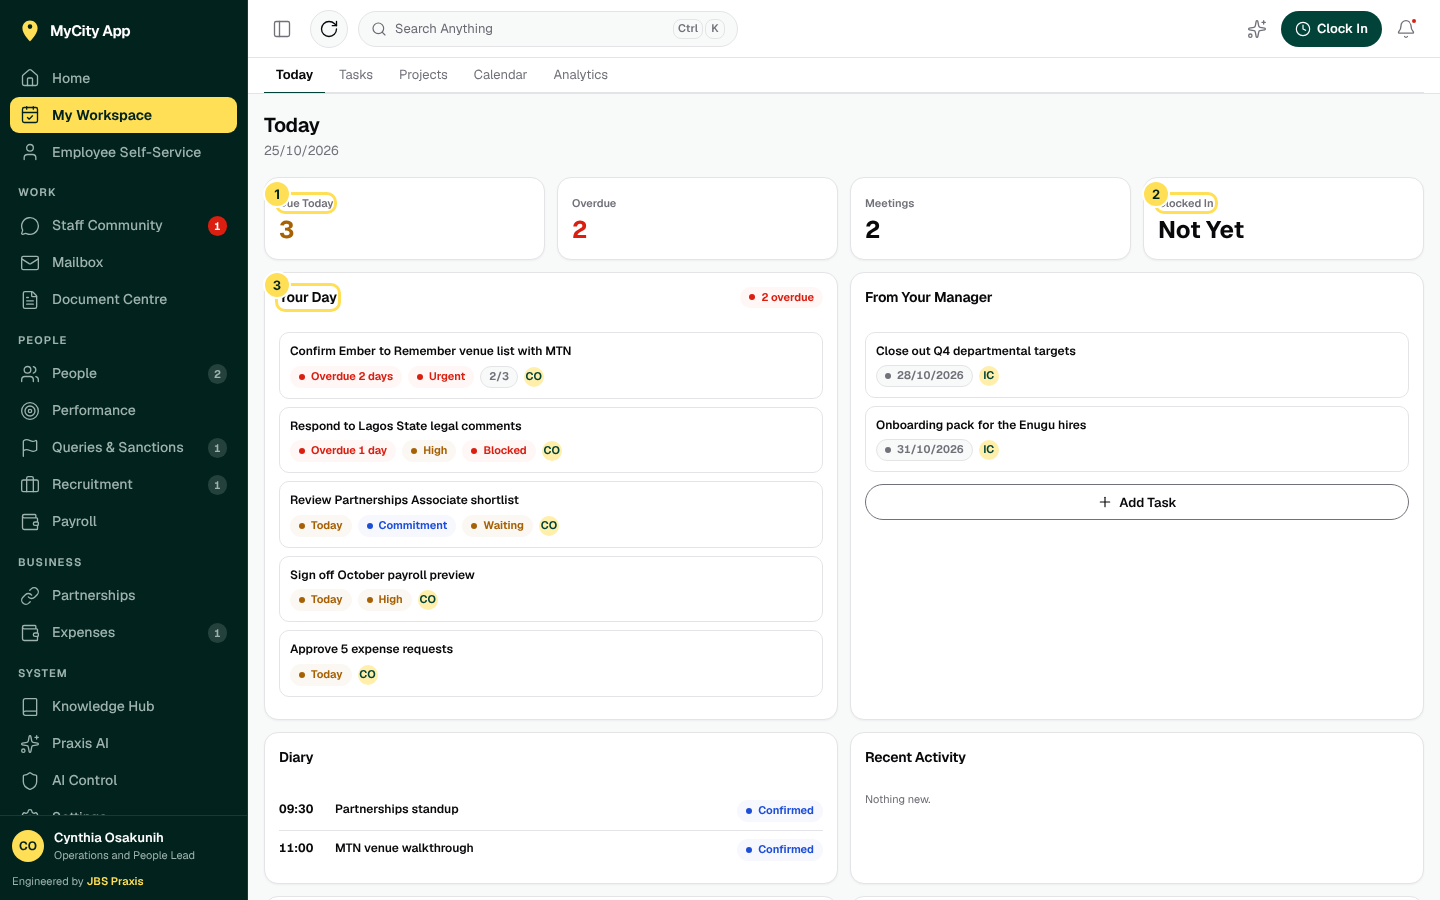 MyCity App
Home
My Workspace
Employee Self-Service
WORK
Staff Community 1
Mailbox
Document Centre
PEOPLE
People 2
Performance
Queries & Sanctions 1
Recruitment 1
Payroll
BUSINESS
Partnerships
Expenses 1
SYSTEM
Knowledge Hub
Praxis AI
AI Control
CO Cynthia Osakunih
Operations and People Lead
Engineered by JBS Praxis
Search Anything Ctrl K
Clock In
Today Tasks Projects Calendar Analytics
Today
25/10/2026
1
Due Today
3
Overdue
2
Meetings
2
2
Clocked In
Not Yet
3
Your Day 2 overdue
Confirm Ember to Remember venue list with MTN
Overdue 2 days Urgent 2/3 CO
Respond to Lagos State legal comments
Overdue 1 day High Blocked CO
Review Partnerships Associate shortlist
Today Commitment Waiting CO
Sign off October payroll preview
Today High CO
Approve 5 expense requests
Today CO
From Your Manager
Close out Q4 departmental targets
28/10/2026 IC
Onboarding pack for the Enugu hires
31/10/2026 IC
Add Task
Diary
09:30 Partnerships standup Confirmed
11:00 MTN venue walkthrough Confirmed
Recent Activity
Nothing new.